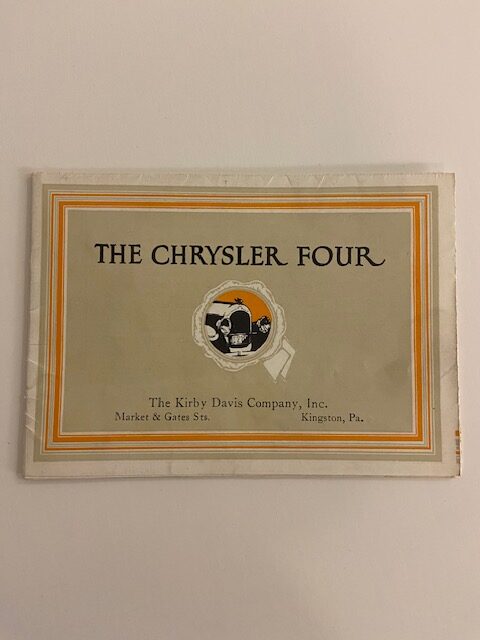 THE CHRYSLER FOUR
The Kirby Davis Company, Inc.
Market & Gates Sts. Kingston, Pa.